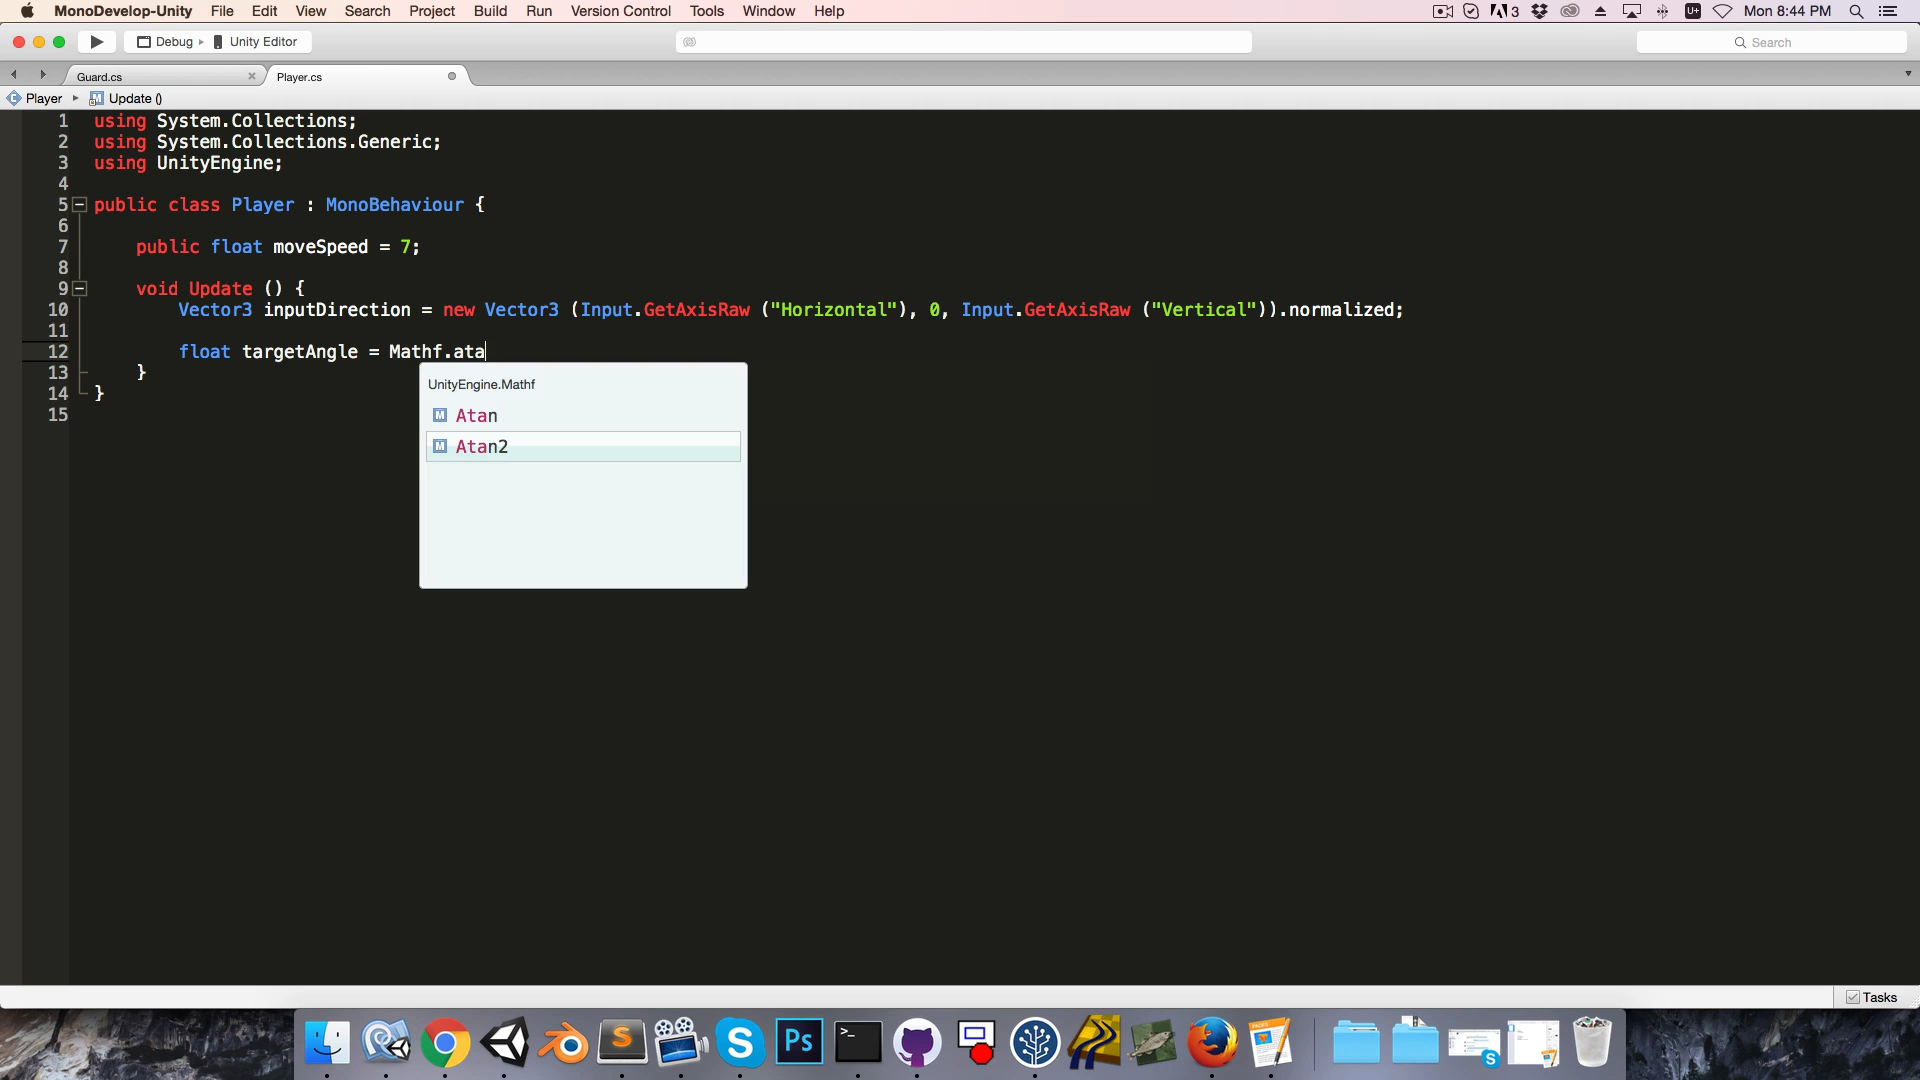 MonoDevelop-Unity File Edit View Search Project Build Run Version Control Tools Window Help 3 U+ Mon 8:44 PM
Debug Unity Editor Search
Guard.cs Player.cs
Player Update ()
1 using System.Collections;
2 using System.Collections.Generic;
3 using UnityEngine;
4
5 public class Player : MonoBehaviour {
6
7 public float moveSpeed = 7;
8
9 void Update () {
10 Vector3 inputDirection = new Vector3 (Input.GetAxisRaw ("Horizontal"), 0, Input.GetAxisRaw ("Vertical")).normalized;
11
12 float targetAngle = Mathf.ata
13 }
14 }
15
UnityEngine.Mathf
M Atan
M Atan2
Tasks
S Ps >_ PAGES S